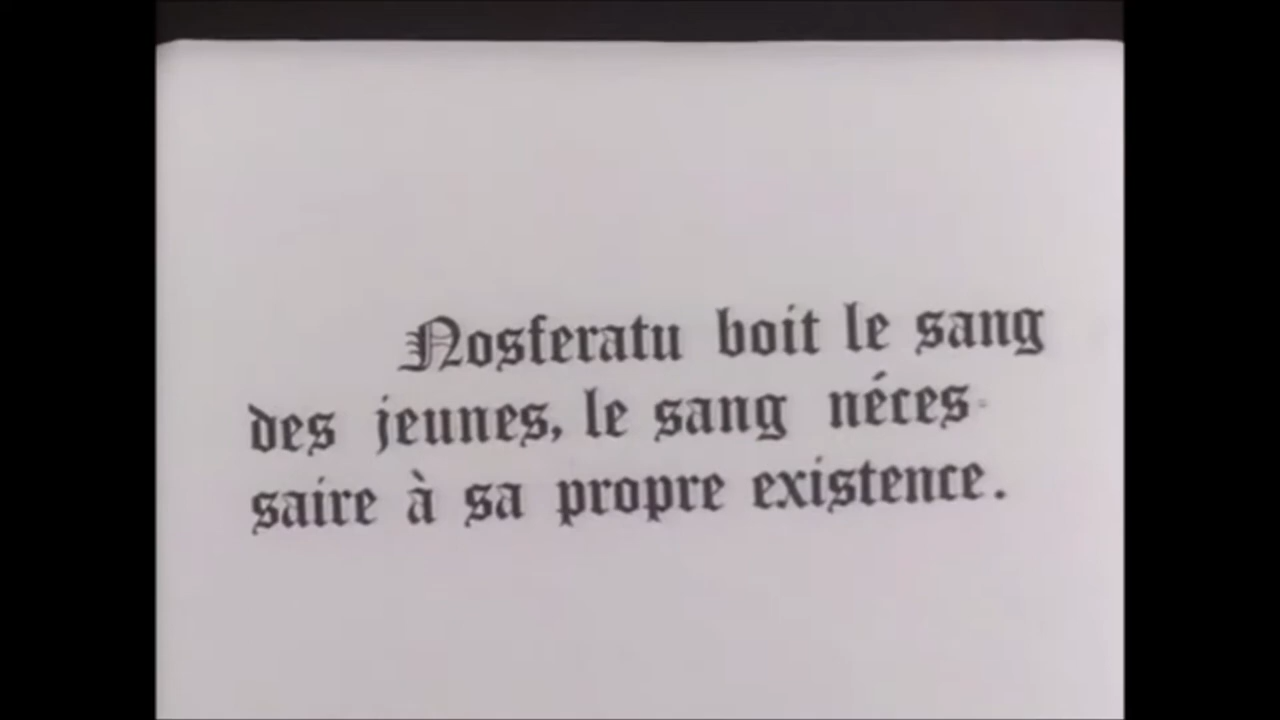 Nosferatu boit le sang
des jeunes, le sang néces-
saire à sa propre existence.